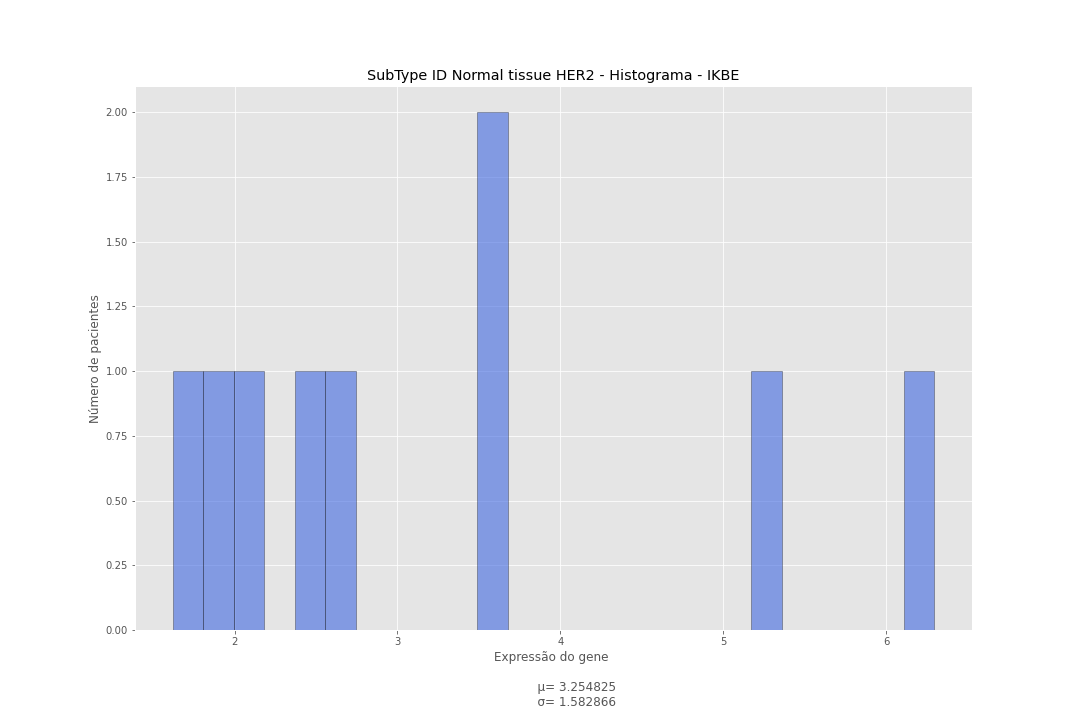 SubType ID Normal tissue HER2 - Histograma - IKBE
Número de pacientes
2.00
1.75
1.50
1.25
1.00
0.75
0.50
0.25
0.00
2 3 4 5 6
Expressão do gene
μ= 3.254825
σ= 1.582866